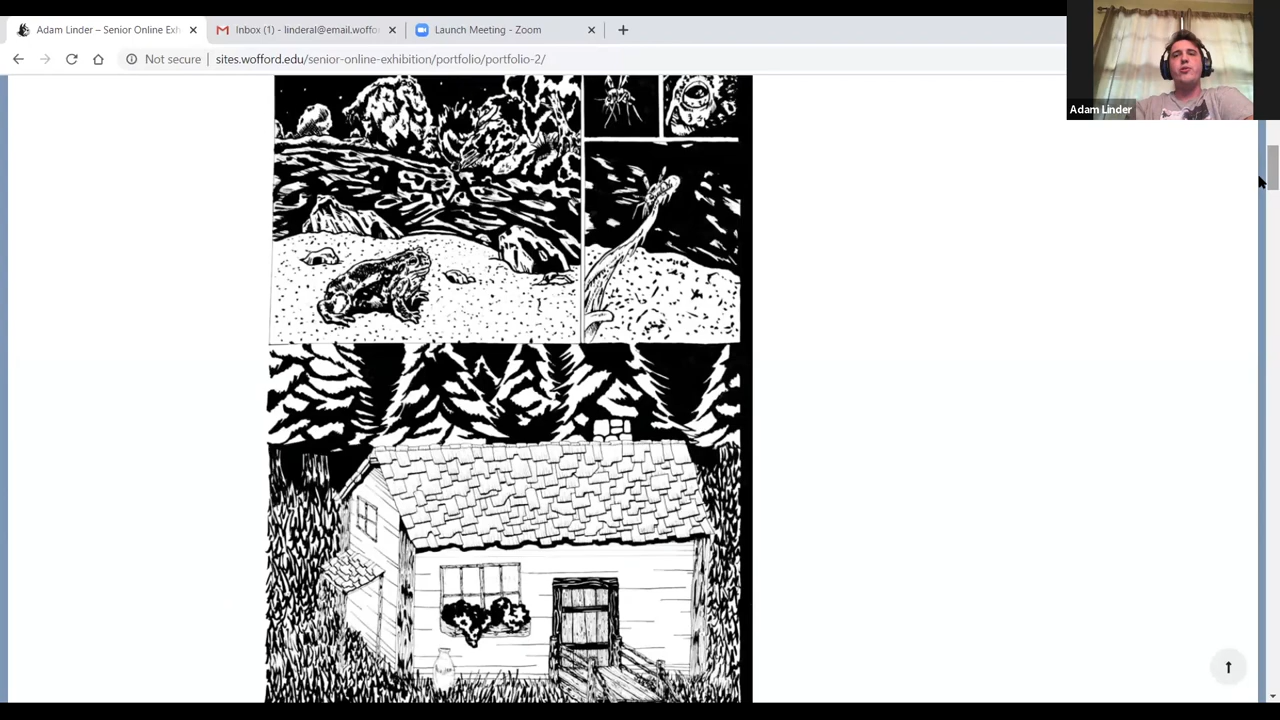 Adam Linder – Senior Online Exh
Inbox (1) - linderal@email.woffo
Launch Meeting - Zoom
Not secure
sites.wofford.edu/senior-online-exhibition/portfolio/portfolio-2/
Adam Linder